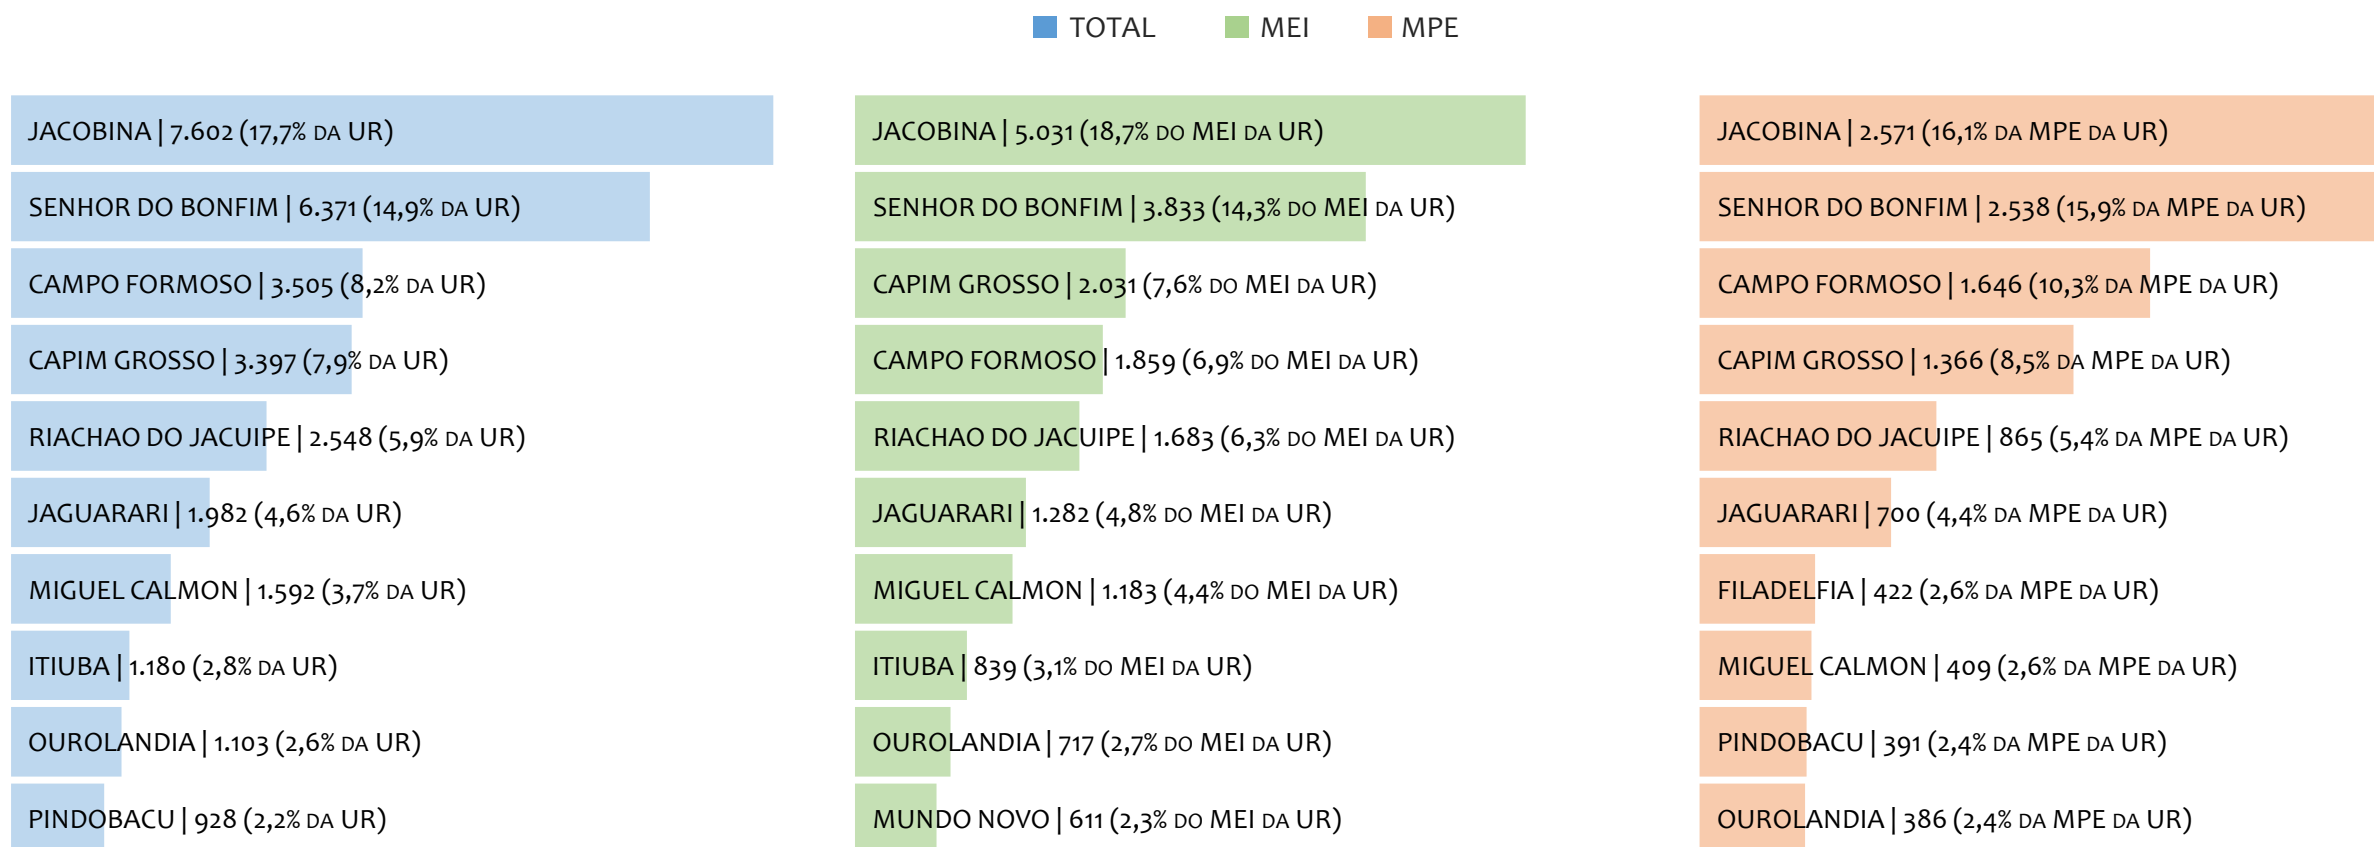 TOTAL MEI MPE
JACOBINA | 7.602 (17,7% DA UR)
SENHOR DO BONFIM | 6.371 (14,9% DA UR)
CAMPO FORMOSO | 3.505 (8,2% DA UR)
CAPIM GROSSO | 3.397 (7,9% DA UR)
RIACHAO DO JACUIPE | 2.548 (5,9% DA UR)
JAGUARARI | 1.982 (4,6% DA UR)
MIGUEL CALMON | 1.592 (3,7% DA UR)
ITIUBA | 1.180 (2,8% DA UR)
OUROLANDIA | 1.103 (2,6% DA UR)
PINDOBACU | 928 (2,2% DA UR)
JACOBINA | 5.031 (18,7% DO MEI DA UR)
SENHOR DO BONFIM | 3.833 (14,3% DO MEI DA UR)
CAPIM GROSSO | 2.031 (7,6% DO MEI DA UR)
CAMPO FORMOSO | 1.859 (6,9% DO MEI DA UR)
RIACHAO DO JACUIPE | 1.683 (6,3% DO MEI DA UR)
JAGUARARI | 1.282 (4,8% DO MEI DA UR)
MIGUEL CALMON | 1.183 (4,4% DO MEI DA UR)
ITIUBA | 839 (3,1% DO MEI DA UR)
OUROLANDIA | 717 (2,7% DO MEI DA UR)
MUNDO NOVO | 611 (2,3% DO MEI DA UR)
JACOBINA | 2.571 (16,1% DA MPE DA UR)
SENHOR DO BONFIM | 2.538 (15,9% DA MPE DA UR)
CAMPO FORMOSO | 1.646 (10,3% DA MPE DA UR)
CAPIM GROSSO | 1.366 (8,5% DA MPE DA UR)
RIACHAO DO JACUIPE | 865 (5,4% DA MPE DA UR)
JAGUARARI | 700 (4,4% DA MPE DA UR)
FILADELFIA | 422 (2,6% DA MPE DA UR)
MIGUEL CALMON | 409 (2,6% DA MPE DA UR)
PINDOBACU | 391 (2,4% DA MPE DA UR)
OUROLANDIA | 386 (2,4% DA MPE DA UR)